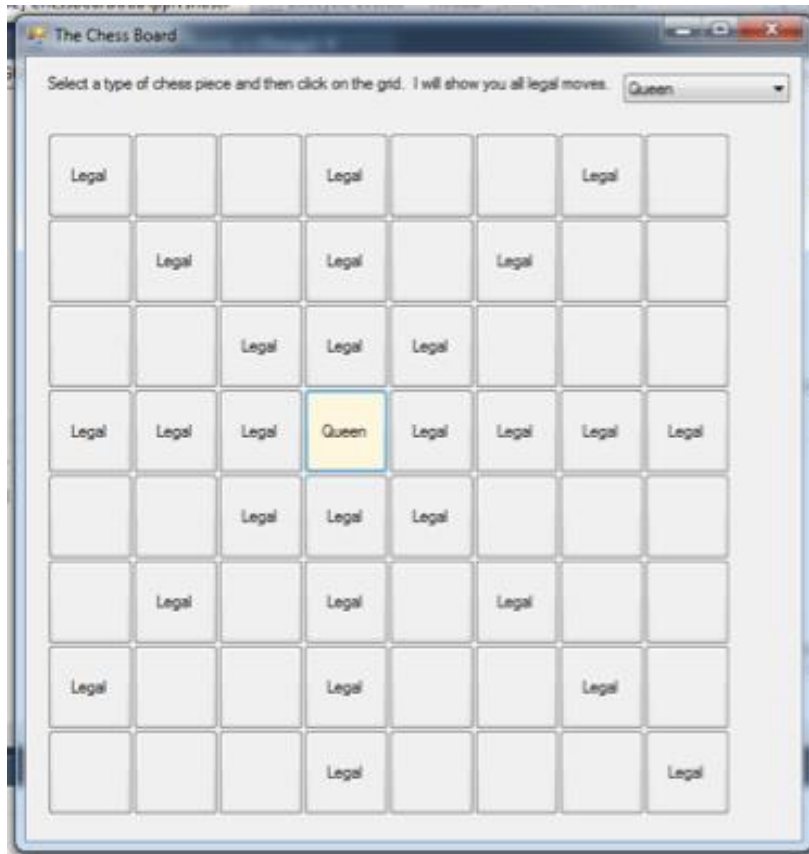 The Chess Board
Select a type of chess piece and then click on the grid. I will show you all legal moves. Queen
Legal Legal Legal
Legal Legal Legal
Legal Legal Legal
Legal Legal Legal Queen Legal Legal Legal Legal
Legal Legal Legal
Legal Legal Legal
Legal Legal Legal
Legal Legal